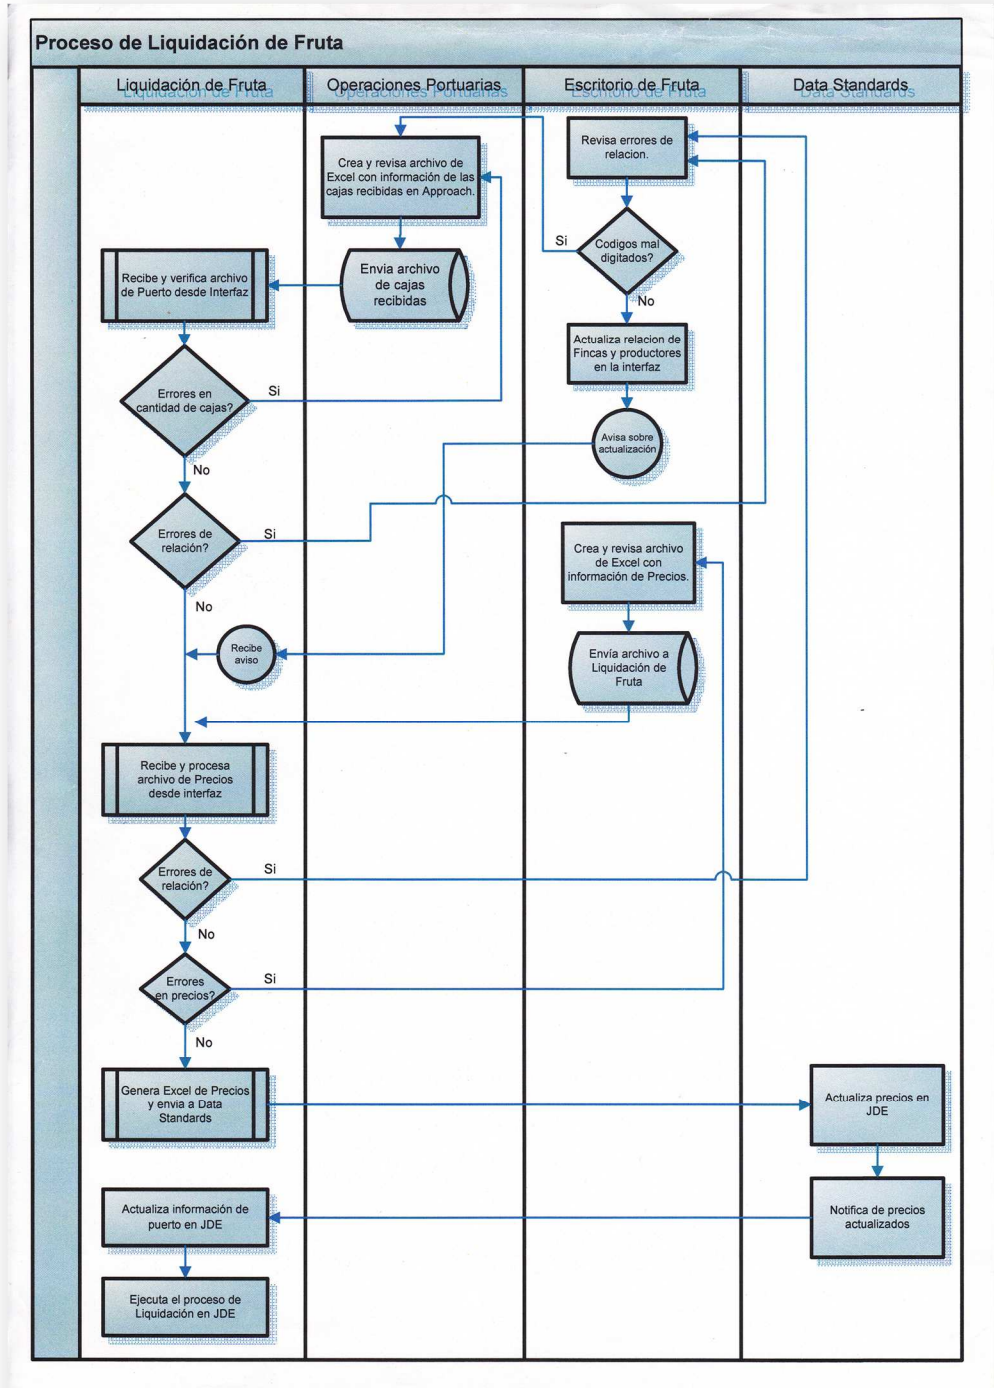 Proceso de Liquidación de Fruta
Liquidación de Fruta
Operaciones Portuarias
Escritorio de Fruta
Data Standards
Revisa errores de
relacion.
Crea y revisa archivo de
Excel con información de las
cajas recibidas en Approach.
Si
Codigos mal
digitados?
Envia archivo
de cajas
recibidas
Recibe y verifica archivo
de Puerto desde Interfaz
No
Actualiza relacion de
Fincas y productores
en la interfaz
Errores en
cantidad de cajas?
Si
Avisa sobre
actualización
No
Errores de
relación?
Si
Crea y revisa archivo
de Excel con
información de Precios.
No
Recibe
aviso
Envía archivo a
Liquidación de
Fruta
Recibe y procesa
archivo de Precios
desde interfaz
Errores de
relación?
Si
No
Errores
en precios?
Si
No
Genera Excel de Precios
y envia a Data
Standards
Actualiza precios en
JDE
Actualiza información de
puerto en JDE
Notifica de precios
actualizados
Ejecuta el proceso de
Liquidación en JDE